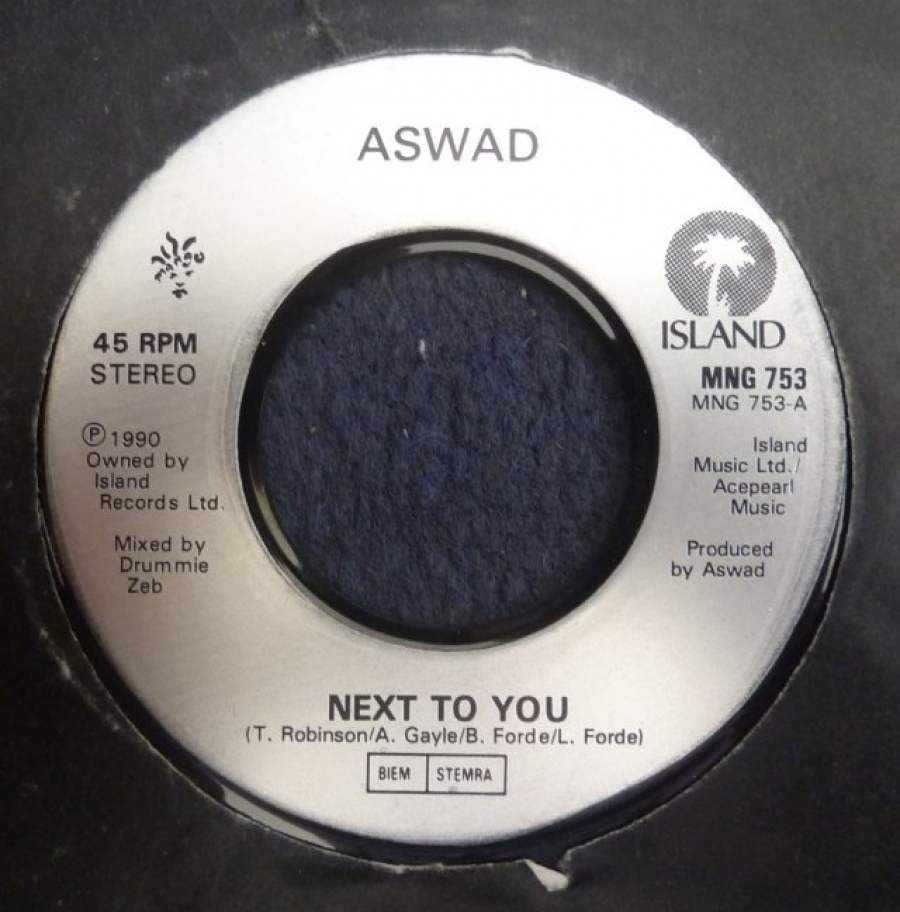 ASWAD
45 RPM
STEREO
Ⓟ 1990
Owned by
Island
Records Ltd.
Mixed by
Drummie
Zeb
ISLAND
MNG 753
MNG 753-A
Island
Music Ltd./
Acepearl
Music
Produced
by Aswad
NEXT TO YOU
(T. Robinson/A. Gayle/B. Forde/L. Forde)
BIEM STEMRA